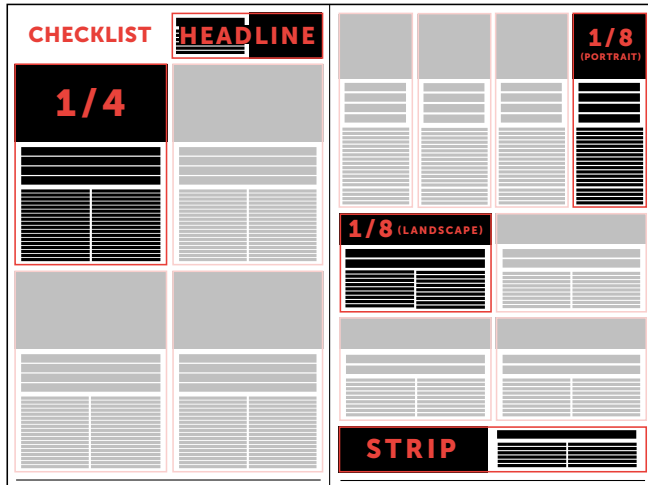 CHECKLIST
HEADLINE
1/4
1/8
(PORTRAIT)
1/8 (LANDSCAPE)
STRIP